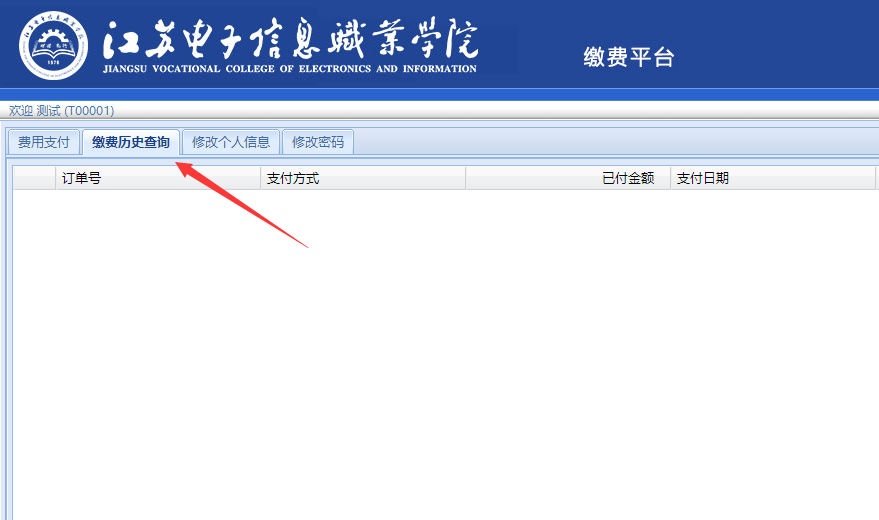 江苏电子信息职业学院
JIANGSU VOCATIONAL COLLEGE OF ELECTRONICS AND INFORMATION
缴费平台
欢迎 测试 (T00001)
费用支付 缴费历史查询 修改个人信息 修改密码
订单号 支付方式 已付金额 支付日期